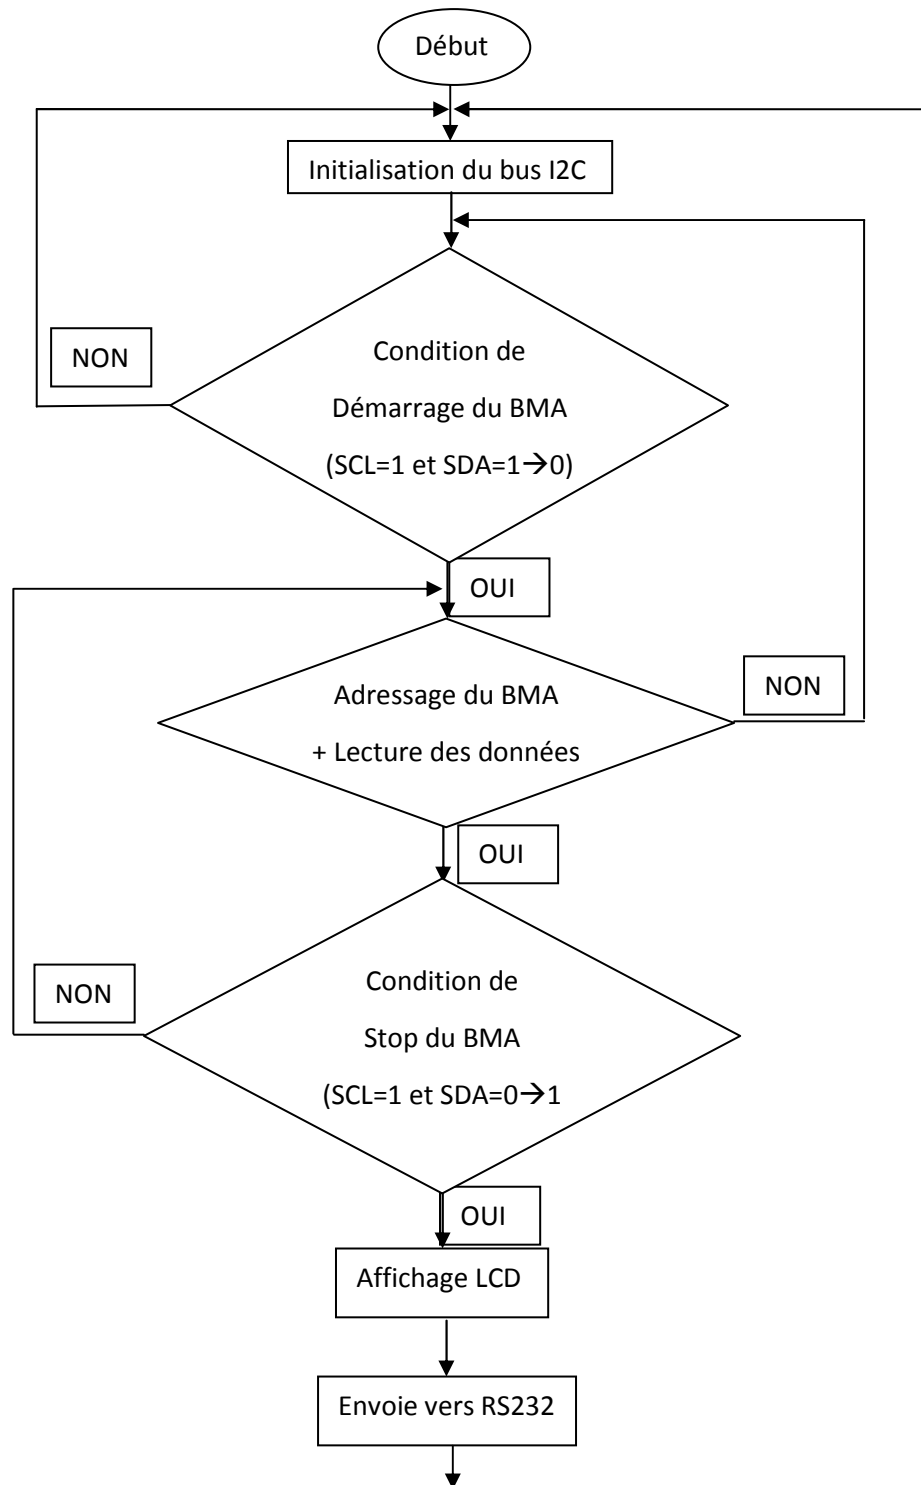 Début
Initialisation du bus I2C
NON
Condition de
Démarrage du BMA
(SCL=1 et SDA=1→0)
OUI
Adressage du BMA
+ Lecture des données
NON
OUI
Condition de
Stop du BMA
(SCL=1 et SDA=0→1
NON
OUI
Affichage LCD
Envoie vers RS232